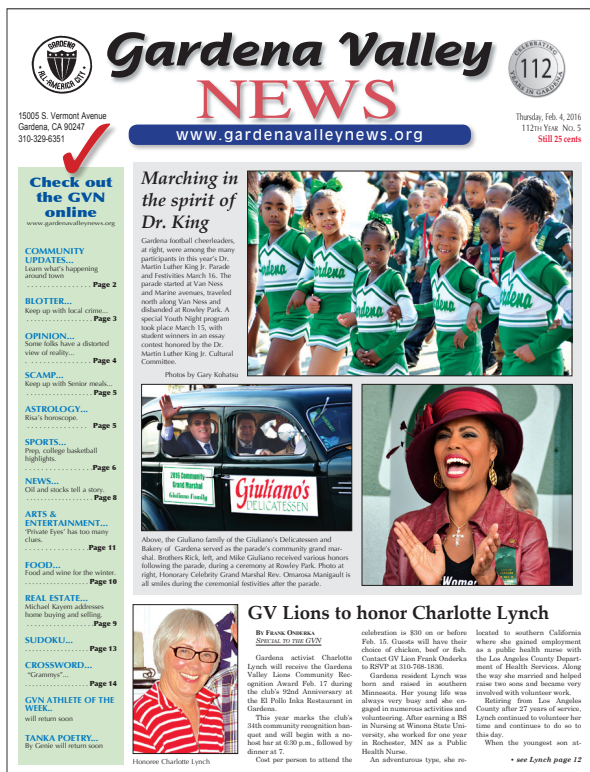 GARDENA
ALL-AMERICA CITY
Gardena Valley
NEWS
CELEBRATING
112
YEARS IN GARDENA
15005 S. Vermont Avenue
Gardena, CA 90247
310-329-6351
www.gardenavalleynews.org
Thursday, Feb. 4, 2016
112TH YEAR NO. 5
Still 25 cents
Check out
the GVN
online
www.gardenavalleynews.org
COMMUNITY
UPDATES...
Learn what's happening
around town
. . . . . . . . . . . . . . . . Page 2
BLOTTER...
Keep up with local crime...
. . . . . . . . . . . . . . . . Page 3
OPINION...
Some folks have a distorted
view of reality...
. . . . . . . . . . . . . . . . Page 4
SCAMP...
Keep up with Senior meals...
. . . . . . . . . . . . . . . . Page 5
ASTROLOGY...
Risa's horoscope.
. . . . . . . . . . . . . . . . Page 5
SPORTS...
Prep, college basketball
highlights.
. . . . . . . . . . . . . . . . Page 6
NEWS...
Oil and stocks tell a story.
. . . . . . . . . . . . . . . . Page 8
ARTS &
ENTERTAINMENT...
'Private Eyes' has too many
clues.
. . . . . . . . . . . . . . . Page 11
FOOD...
Food and wine for the winter.
. . . . . . . . . . . . . . . Page 10
REAL ESTATE...
Michael Kayem addresses
home buying and selling.
. . . . . . . . . . . . . . . . Page 9
SUDOKU...
. . . . . . . . . . . . . . . Page 13
CROSSWORD...
"Grammys"...
. . . . . . . . . . . . . . . Page 14
GVN ATHLETE OF THE
WEEK..
will return soon
TANKA POETRY...
By Genie will return soon
Marching in
the spirit of
Dr. King
Gardena football cheerleaders,
at right, were among the many
participants in this year's Dr.
Martin Luther King Jr. Parade
and Festivities March 16. The
parade started at Van Ness
and Marine avenues, traveled
north along Van Ness and
disbanded at Rowley Park. A
special Youth Night program
took place March 15, with
student winners in an essay
contest honored by the Dr.
Martin Luther King Jr. Cultural
Committee.
Photos by Gary Kohatsu
Gardena
Gardena
2016 Community
Grand Marshal
Giuliano Family
Giuliano's
DELICATESSEN
Women
Above, the Giuliano family of the Giuliano's Delicatessen and
Bakery of Gardena served as the parade's community grand mar-
shal. Brothers Rick, left, and Mike Giuliano received various honors
following the parade, during a ceremony at Rowley Park. Photo at
right, Honorary Celebrity Grand Marshal Rev. Omarosa Manigault is
all smiles during the ceremonial festivities after the parade.
Honoree Charlotte Lynch
GV Lions to honor Charlotte Lynch
BY FRANK ONDERKA
SPECIAL TO THE GVN
Gardena activist Charlotte
Lynch will receive the Gardena
Valley Lions Community Rec-
ognition Award Feb. 17 during
the club's 92nd Anniversary at
the El Pollo Inka Restaurant in
Gardena.
This year marks the club's
34th community recognition ban-
quet and will begin with a no-
host bar at 6:30 p.m., followed by
dinner at 7.
Cost per person to attend the
celebration is $30 on or before
Feb. 15. Guests will have their
choice of chicken, beef or fish.
Contact GV Lion Frank Onderka
to RSVP at 310-768-1836.
Gardena resident Lynch was
born and raised in southern
Minnesota. Her young life was
always very busy and she en-
gaged in numerous activities and
volunteering. After earning a BS
in Nursing at Winona State Uni-
versity, she worked for one year
in Rochester, MN as a Public
Health Nurse.
An adventurous type, she re-
located to southern California
where she gained employment
as a public health nurse with
the Los Angeles County Depart-
ment of Health Services. Along
the way she married and helped
raise two sons and became very
involved with volunteer work.
Retiring from Los Angeles
County after 27 years of service,
Lynch continued to volunteer her
time and continues to do so to
this day.
When the youngest son at-
• see Lynch page 12